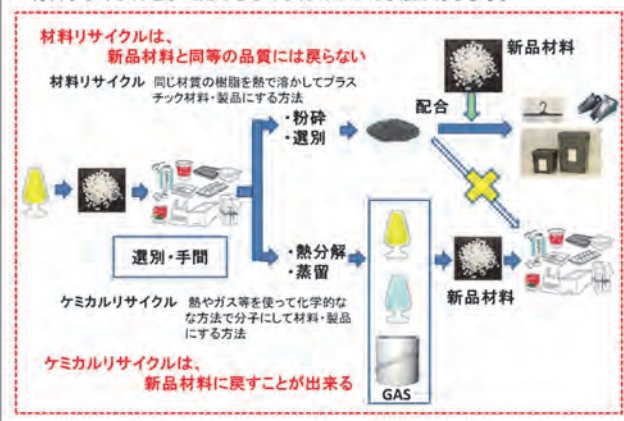 材料リサイクルは、
新品材料と同等の品質には戻らない
材料リサイクル 同じ材質の樹脂を熱で溶かしてプラス
チック材料・製品にする方法
新品材料
配合
・粉砕
・選別
選別・手間
・熱分解
・蒸留
新品材料
ケミカルリサイクル 熱やガス等を使って化学的な
な方法で分子にして材料・製品
にする方法
ケミカルリサイクルは、
新品材料に戻すことが出来る
GAS